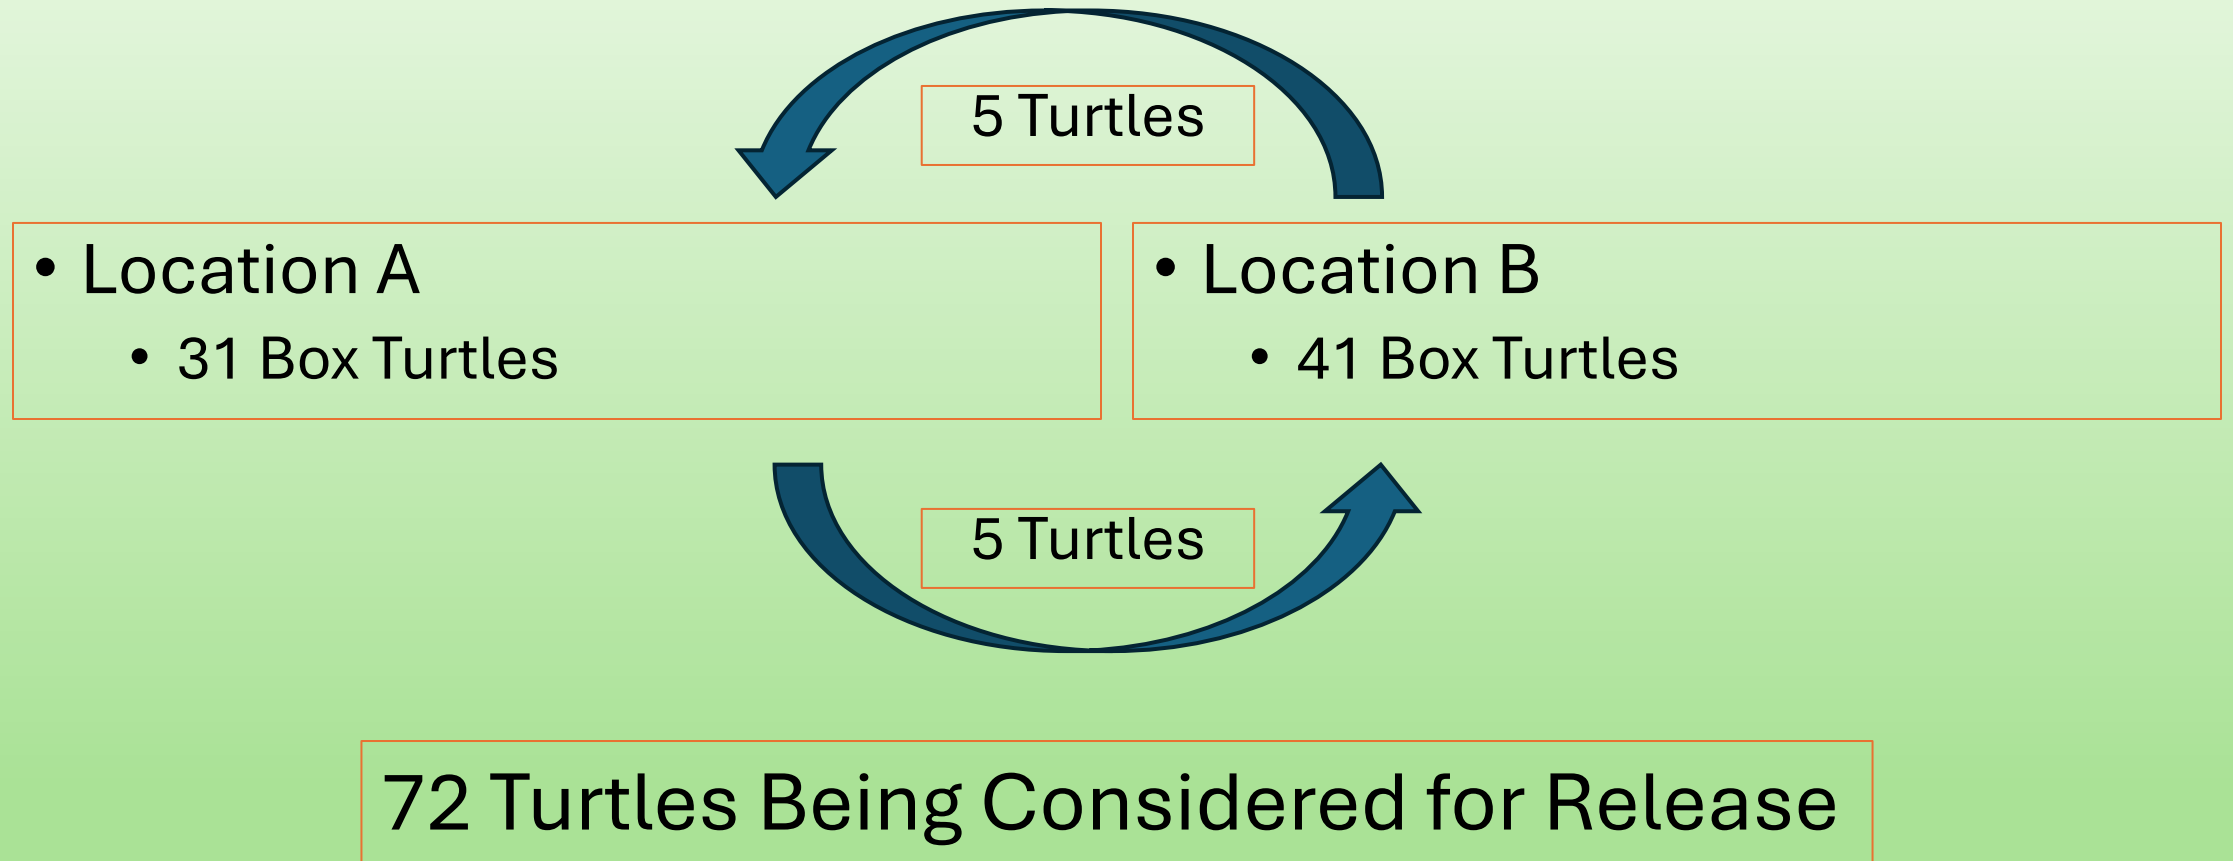 5 Turtles
• Location A
• 31 Box Turtles
• Location B
• 41 Box Turtles
5 Turtles
72 Turtles Being Considered for Release